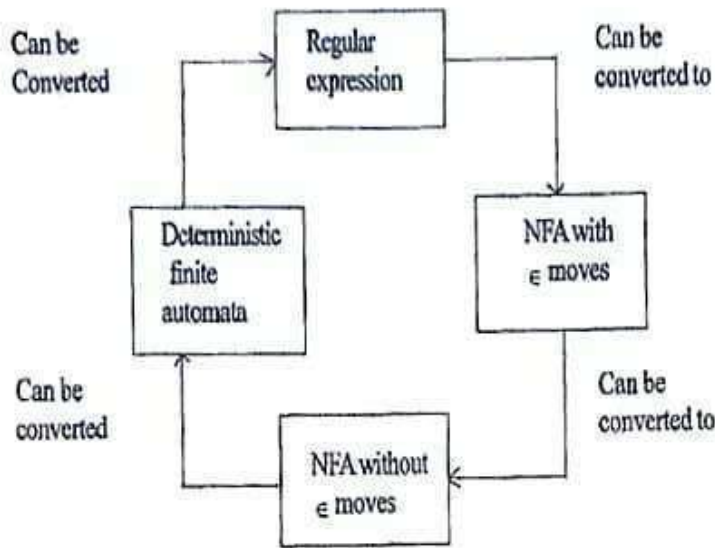 Can be
Converted
Regular
expression
Can be
converted to
Deterministic
finite
automata
NFA with
∈ moves
Can be
converted
Can be
converted to
NFA without
∈ moves